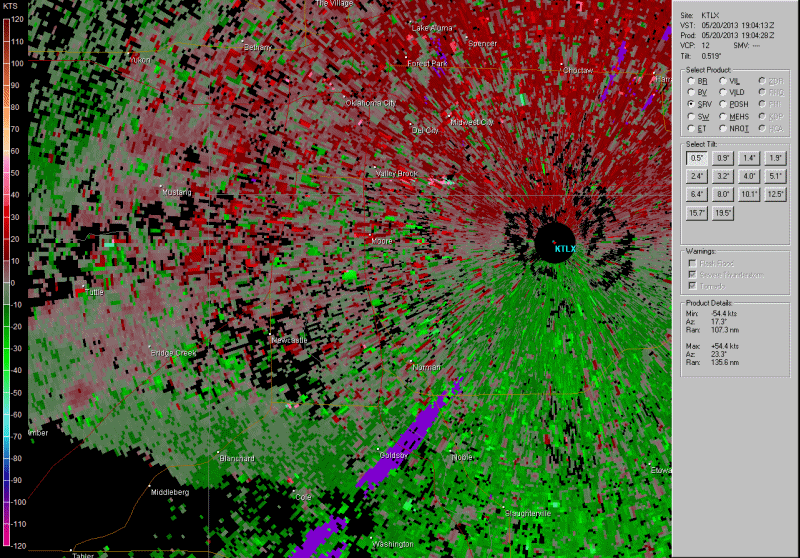 KTS
120
110
100
90
80
70
60
50
40
30
20
10
0
-10
-20
-30
-40
-50
-60
-70
-80
-90
-100
-110
-120
The Village
Lake Aluma
Bethany
Spencer
Yukon
Forest Park
Choctaw
Harra
Oklahoma City
Midwest City
Del City
Valley Brook
Mustang
Moore
KTLX
Tuttle
Newcastle
Bridge Creek
Norman
mber
Goldsby
Noble
Blanchard
Etowa
Middleberg
Cole
Slaughterville
Washington
Tabler
Site: KTLX
VST: 05/20/2013 19:04:13 Z
Prod: 05/20/2013 19:04:28 Z
VCP: 12 SMV: ---
Tilt: 0.519°
Select Product:
BR VIL ZDR
BV VILD RHO
SRV POSH PHI
SW MEHS KDP
ET NROT HCA
Select Tilt:
0.5° 0.9° 1.4° 1.9°
2.4° 3.2° 4.0° 5.1°
6.4° 8.0° 10.1° 12.5°
15.7° 19.5°
Warnings:
Flash Flood
Severe Thunderstorm
Tornado
Product Details:
Min: -54.4 kts
Az: 17.3°
Ran: 107.3 nm
Max: +54.4 kts
Az: 23.3°
Ran: 135.6 nm